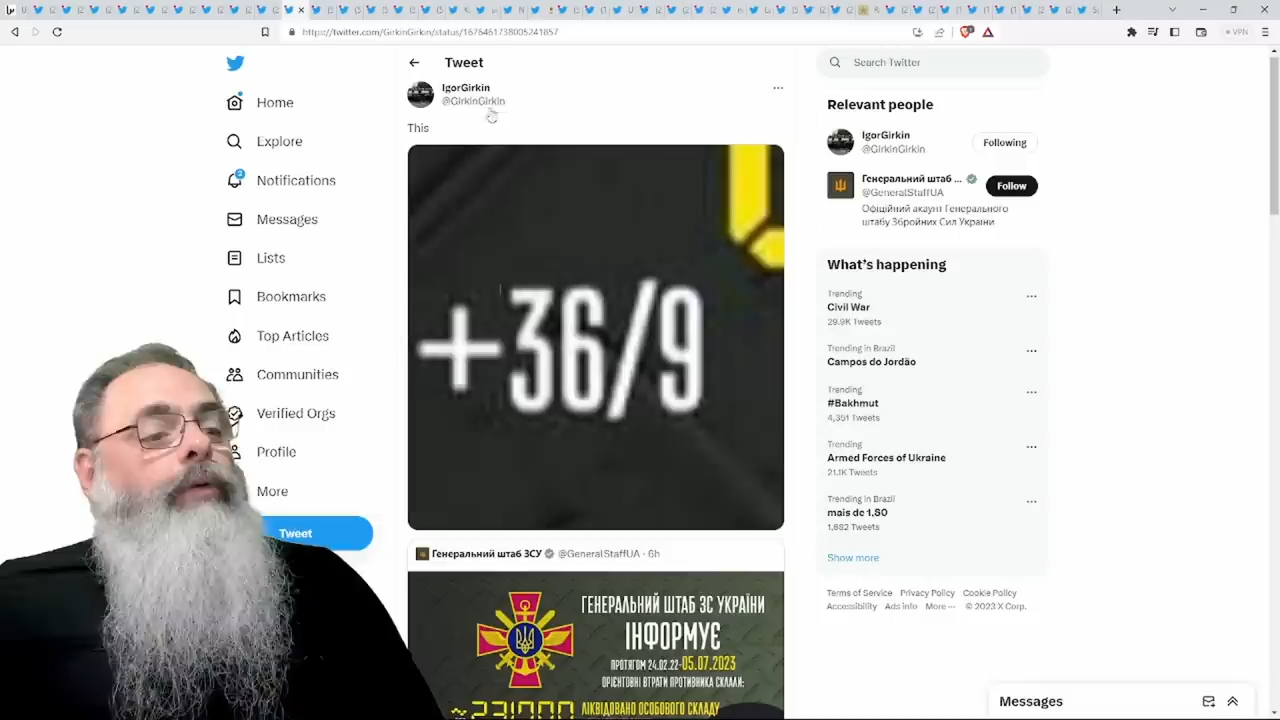 https://twitter.com/GirkinGirkin/status/1676461738005241857
VPN
Home
Explore
2
Notifications
Messages
Lists
Bookmarks
Top Articles
Communities
Verified Orgs
Profile
More
Tweet
Tweet
IgorGirkin
@GirkinGirkin
This
+36/9
Генеральний штаб ЗСУ @GeneralStaffUA · 6h
ГЕНЕРАЛЬНИЙ ШТАБ ЗС УКРАЇНИ
ІНФОРМУЄ
ПРОТЯГОМ 24.02.22-05.07.2023
ОРІЄНТОВНІ ВТРАТИ ПРОТИВНИКА СКЛАЛИ:
~231000 ЛІКВІДОВАНО ОСОБОВОГО СКЛАДУ
Search Twitter
Relevant people
IgorGirkin
@GirkinGirkin
Following
Генеральний штаб ...
@GeneralStaffUA
Follow
Офіційний акаунт Генерального
штабу Збройних Сил України
What's happening
Trending
Civil War
29.9K Tweets
Trending in Brazil
Campos do Jordão
Trending
#Bakhmut
4,351 Tweets
Trending
Armed Forces of Ukraine
21.1K Tweets
Trending in Brazil
mais de 1,80
1,682 Tweets
Show more
Terms of Service Privacy Policy Cookie Policy
Accessibility Ads info More ··· © 2023 X Corp.
Messages